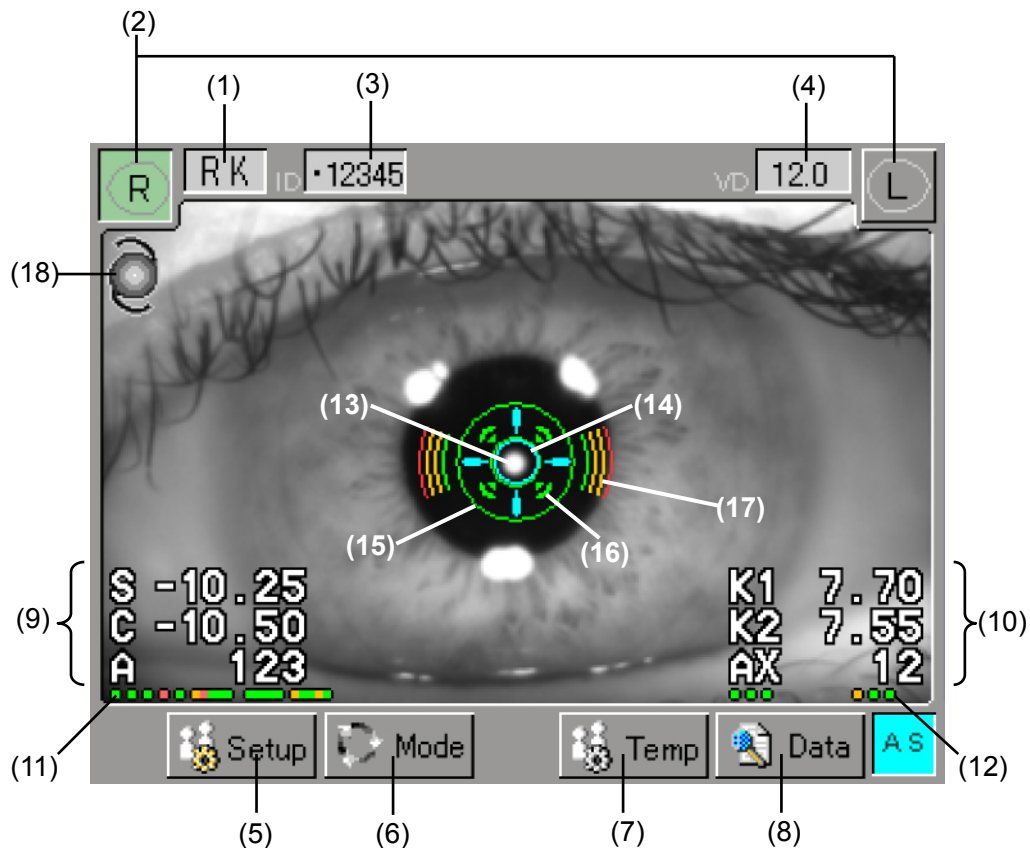 (2)
(1) (3) (4)
R RK ID •12345 VD 12.0 L
(18)
(13) (14)
(17)
(15) (16)
(9) S -10.25 K1 7.70 (10)
C -10.50 K2 7.55
A 123 AX 12
(11) Setup Mode Temp Data AS (12)
(5) (6) (7) (8)